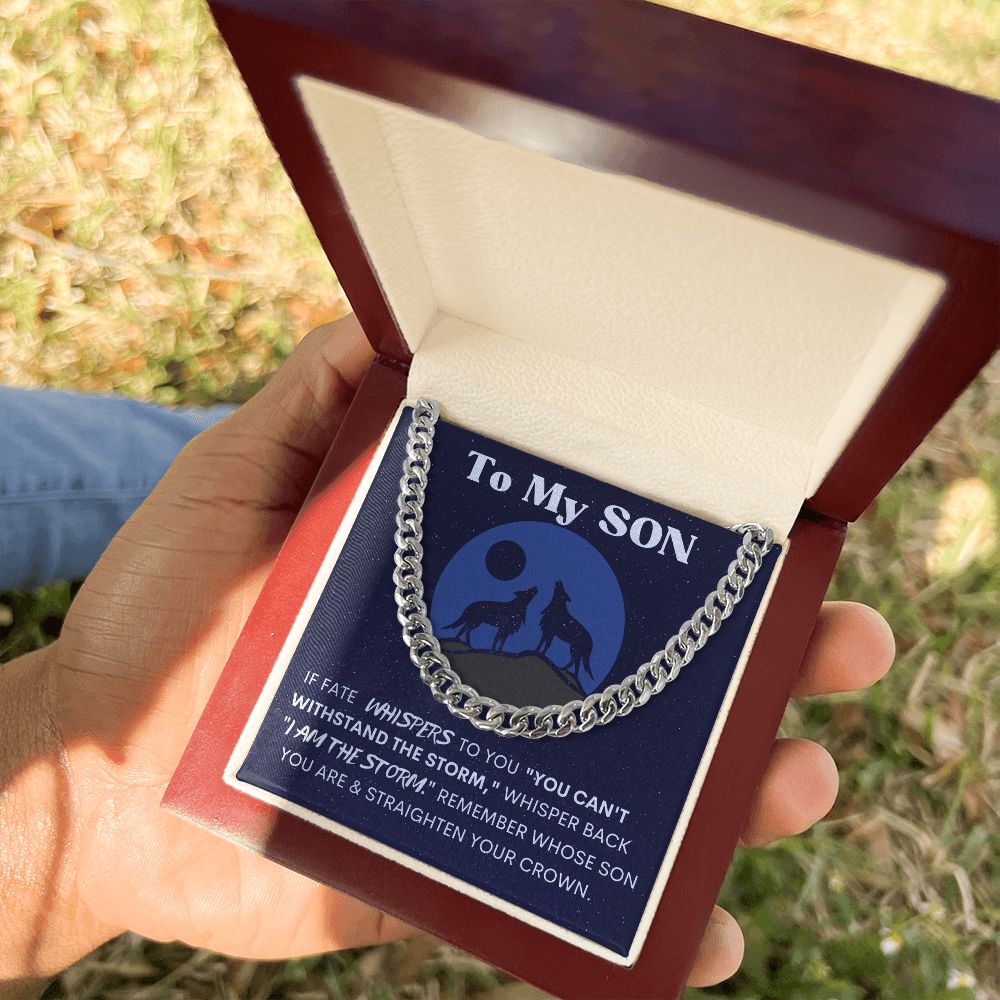 To My SON
IF FATE WHISPERS TO YOU "YOU CAN'T
WITHSTAND THE STORM," WHISPER BACK
"I AM THE STORM." REMEMBER WHOSE SON
YOU ARE & STRAIGHTEN YOUR CROWN.